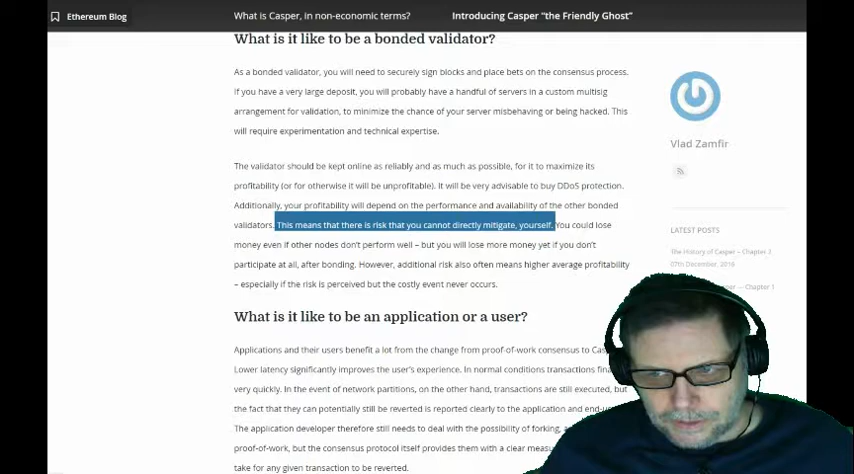 Ethereum Blog
What is Casper, in non-economic terms?
Introducing Casper "the Friendly Ghost"
What is it like to be a bonded validator?
As a bonded validator, you will need to securely sign blocks and place bets on the consensus process.
If you have a very large deposit, you will probably have a handful of servers in a custom multisig
arrangement for validation, to minimize the chance of your server misbehaving or being hacked. This
will require experimentation and technical expertise.
The validator should be kept online as reliably and as much as possible, for it to maximize its
profitability (or for otherwise it will be unprofitable). It will be very advisable to buy DDoS protection.
Additionally, your profitability will depend on the performance and availability of the other bonded
validators. This means that there is risk that you cannot directly mitigate, yourself. You could lose
money even if other nodes don't perform well – but you will lose more money yet if you don't
participate at all, after bonding. However, additional risk also often means higher average profitability
– especially if the risk is perceived but the costly event never occurs.
What is it like to be an application or a user?
Applications and their users benefit a lot from the change from proof-of-work consensus to
Lower latency significantly improves the user's experience. In normal conditions transactions
very quickly. In the event of network partitions, on the other hand, transactions are still executed, but
the fact that they can potentially still be reverted is reported clearly to the application and
The application developer therefore still needs to deal with the possibility of forking,
proof-of-work, but the consensus protocol itself provides them with a clear
take for any given transaction to be reverted.
Vlad Zamfir
LATEST POSTS
The History of Casper – Chapter 2
07th December, 2016
– Chapter 1